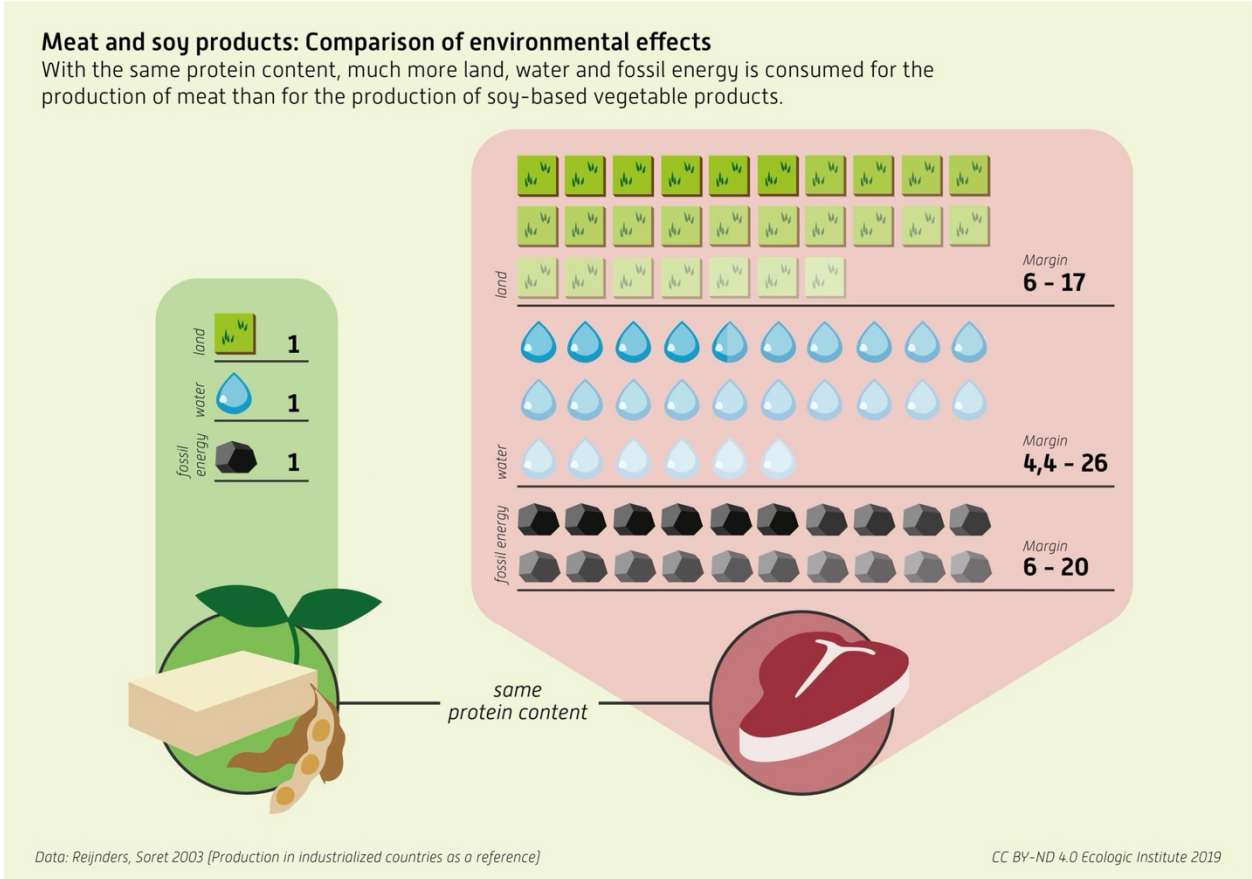 Meat and soy products: Comparison of environmental effects
With the same protein content, much more land, water and fossil energy is consumed for the
production of meat than for the production of soy-based vegetable products.
land
1
water
1
fossil
energy
1
land
Margin
6 - 17
water
Margin
4,4 - 26
fossil energy
Margin
6 - 20
same
protein content
Data: Reijnders, Soret 2003 (Production in industrialized countries as a reference)
CC BY-ND 4.0 Ecologic Institute 2019